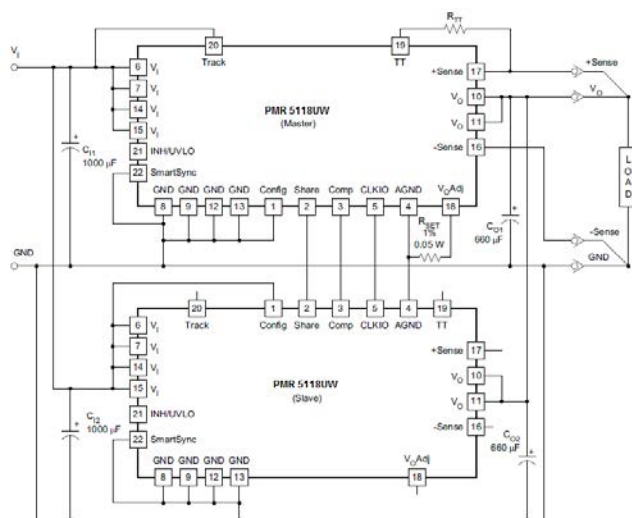 R_TT
V_I
20
19
Track
TT
+Sense
6
V_I
+Sense
17
7
V_I
V_O
10
V_O
14
V_I
PMR 5118UW
(Master)
15
V_I
V_O
11
21
INH/UVLO
-Sense
16
C_I1
1000 µF
22
SmartSync
LOAD
GND GND GND GND Config Share Comp CLKIO AGND V_OAdj
8 9 12 13 1 2 3 5 4 18
R_SET
1%
0.05 W
C_O1
660 µF
-Sense
GND
GND
20 1 2 3 5 4 19
Track Config Share Comp CLKIO AGND TT
6
V_I
+Sense
17
7
V_I
V_O
10
14
V_I
PMR 5118UW
(Slave)
15
V_I
V_O
11
21
INH/UVLO
-Sense
16
C_I2
1000 µF
22
SmartSync
C_O2
660 µF
GND GND GND GND V_OAdj
8 9 12 13 18